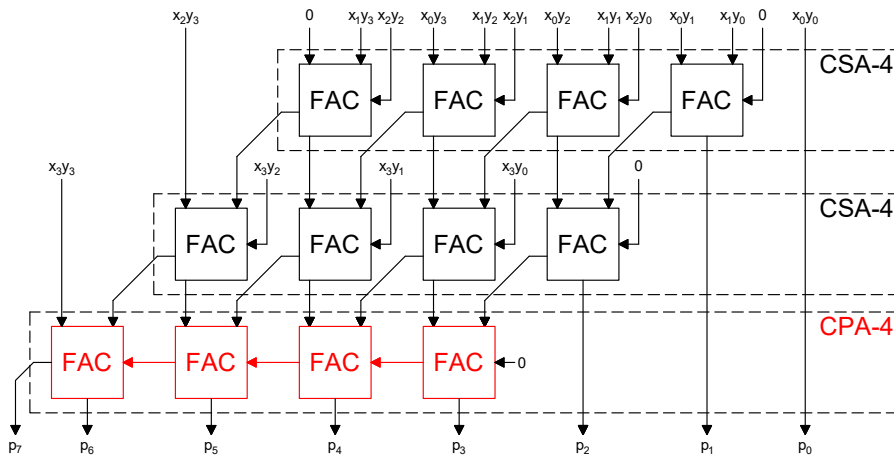 x₂y₃ 0 x₁y₃ x₂y₂ x₀y₃ x₁y₂ x₂y₁ x₀y₂ x₁y₁ x₂y₀ x₀y₁ x₁y₀ 0 x₀y₀
CSA-4
FAC FAC FAC FAC
x₃y₃ x₃y₂ x₃y₁ x₃y₀ 0
CSA-4
FAC FAC FAC FAC
CPA-4
FAC FAC FAC FAC 0
p₇ p₆ p₅ p₄ p₃ p₂ p₁ p₀